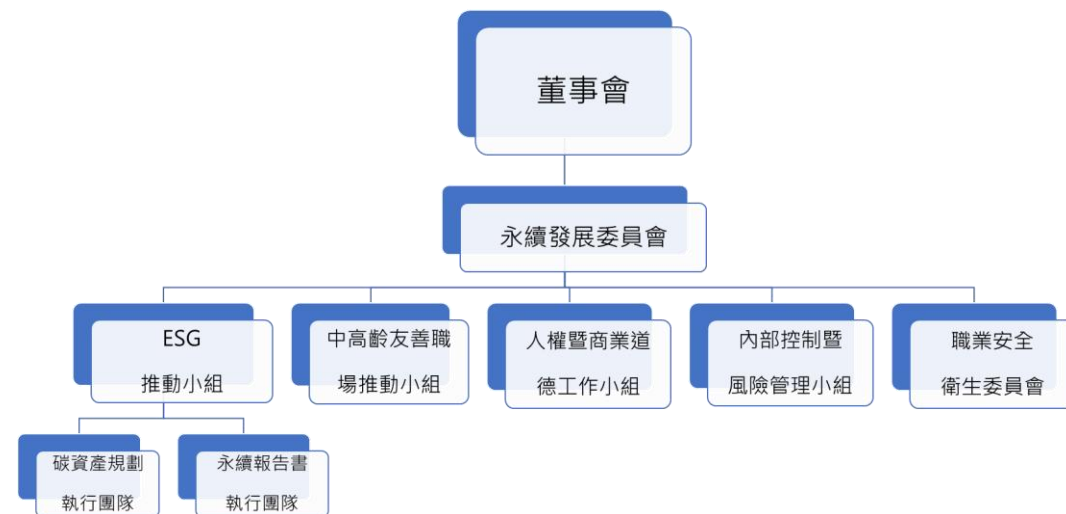 董事會
永續發展委員會
ESG
推動小組
中高齡友善職
場推動小組
人權暨商業道
德工作小組
內部控制暨
風險管理小組
職業安全
衛生委員會
碳資產規劃
執行團隊
永續報告書
執行團隊